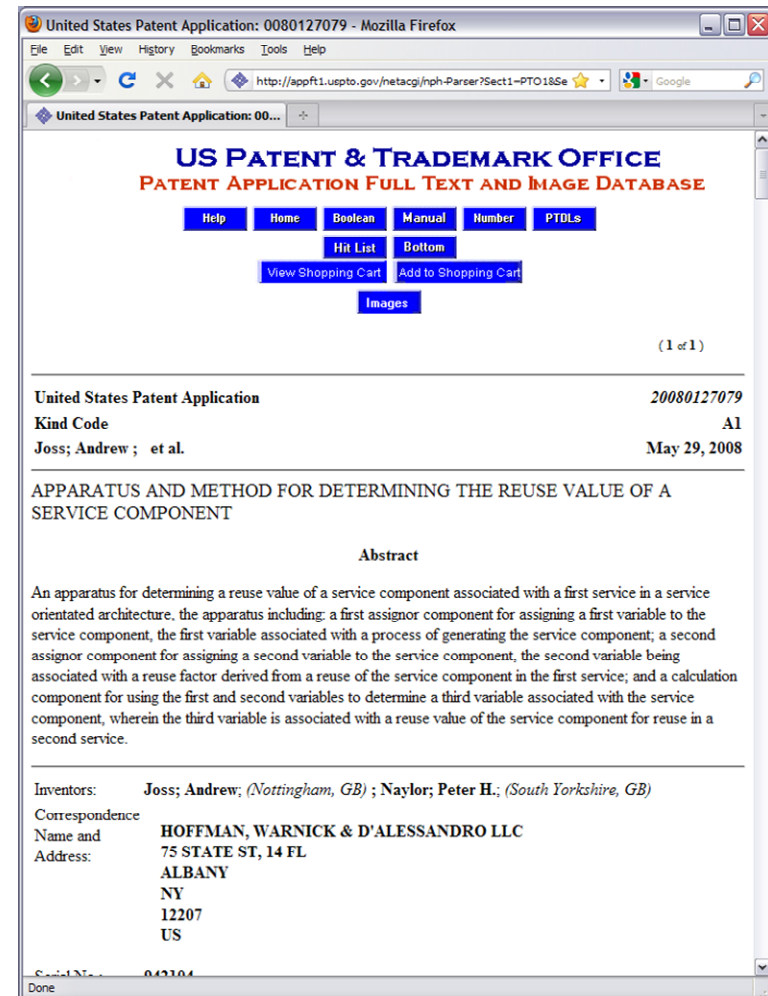 United States Patent Application: 0080127079 - Mozilla Firefox
File Edit View History Bookmarks Tools Help
http://appft1.uspto.gov/netacgi/nph-Parser?Sect1=PTO1&Se Google
United States Patent Application: 00...
US PATENT & TRADEMARK OFFICE
PATENT APPLICATION FULL TEXT AND IMAGE DATABASE
Help Home Boolean Manual Number PTDLs
Hit List Bottom
View Shopping Cart Add to Shopping Cart
Images
( 1 of 1 )
United States Patent Application 20080127079
Kind Code A1
Joss; Andrew ; et al. May 29, 2008
APPARATUS AND METHOD FOR DETERMINING THE REUSE VALUE OF A
SERVICE COMPONENT
Abstract
An apparatus for determining a reuse value of a service component associated with a first service in a service
orientated architecture, the apparatus including: a first assignor component for assigning a first variable to the
service component, the first variable associated with a process of generating the service component; a second
assignor component for assigning a second variable to the service component, the second variable being
associated with a reuse factor derived from a reuse of the service component in the first service; and a calculation
component for using the first and second variables to determine a third variable associated with the service
component, wherein the third variable is associated with a reuse value of the service component for reuse in a
second service.
Inventors: Joss; Andrew; (Nottingham, GB) ; Naylor; Peter H.; (South Yorkshire, GB)
Correspondence
Name and
Address:
HOFFMAN, WARNICK & D'ALESSANDRO LLC
75 STATE ST, 14 FL
ALBANY
NY
12207
US
Serial No.: 942104
Done